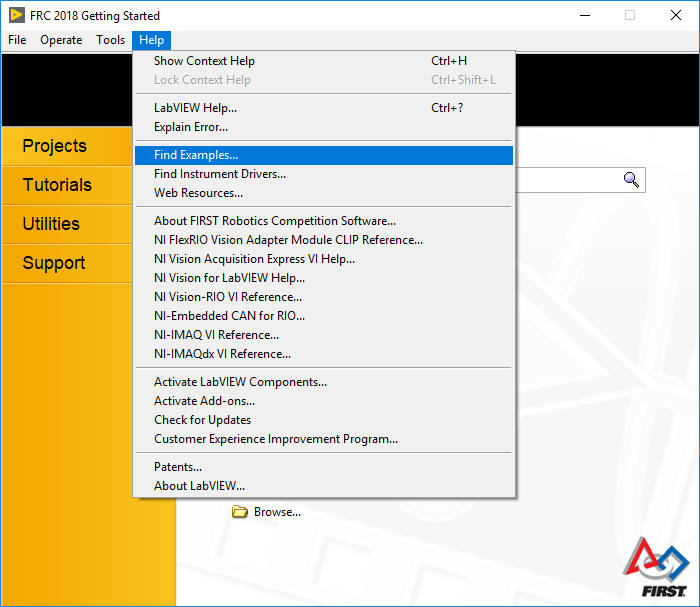 FRC 2018 Getting Started
File Operate Tools Help
Show Context Help Ctrl+H
Lock Context Help Ctrl+Shift+L
LabVIEW Help... Ctrl+?
Explain Error...
Find Examples...
Find Instrument Drivers...
Web Resources...
About FIRST Robotics Competition Software...
NI FlexRIO Vision Adapter Module CLIP Reference...
NI Vision Acquisition Express VI Help...
NI Vision for LabVIEW Help...
NI Vision-RIO VI Reference...
NI-Embedded CAN for RIO...
NI-IMAQ VI Reference...
NI-IMAQdx VI Reference...
Activate LabVIEW Components...
Activate Add-ons...
Check for Updates
Customer Experience Improvement Program...
Patents...
About LabVIEW...
Projects
Tutorials
Utilities
Support
Browse...
FIRST